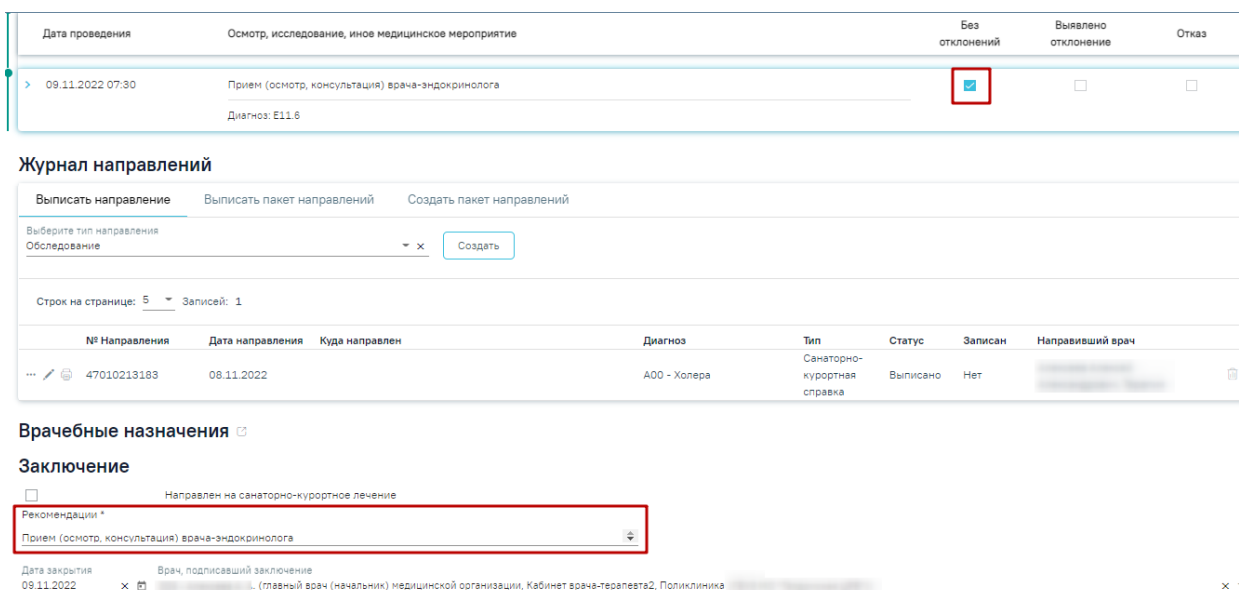 Дата проведения Осмотр, исследование, иное медицинское мероприятие Без отклонений Выявлено отклонение Отказ
09.11.2022 07:30 Прием (осмотр, консультация) врача-эндокринолога
Диагноз: E11.6
Журнал направлений
Выписать направление Выписать пакет направлений Создать пакет направлений
Выберите тип направления
Обследование Создать
Строк на странице: 5 Записей: 1
№ Направления Дата направления Куда направлен Диагноз Тип Статус Записан Направивший врач
47010213183 08.11.2022 A00 - Холера Санаторно-курортная справка Выписано Нет
Врачебные назначения
Заключение
Направлен на санаторно-курортное лечение
Рекомендации *
Прием (осмотр, консультация) врача-эндокринолога
Дата закрытия Врач, подписавший заключение
09.11.2022 (главный врач (начальник) медицинской организации, Кабинет врача-терапевта2, Поликлиника